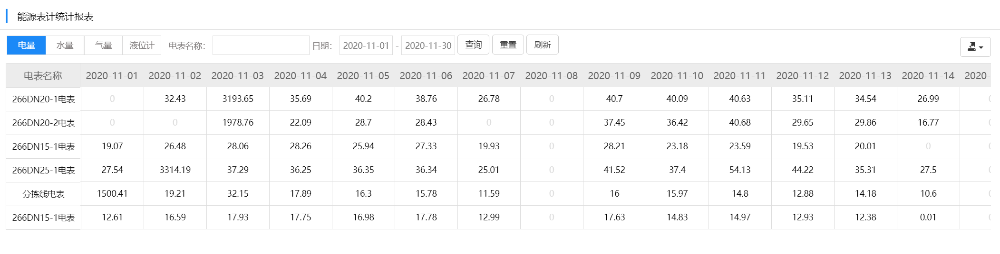 能源表计统计报表
电量 水量 气量 液位计 电表名称： 日期： 2020-11-01 - 2020-11-30 查询 重置 刷新
电表名称 2020-11-01 2020-11-02 2020-11-03 2020-11-04 2020-11-05 2020-11-06 2020-11-07 2020-11-08 2020-11-09 2020-11-10 2020-11-11 2020-11-12 2020-11-13 2020-11-14 2020-
266DN20-1电表 0 32.43 3193.65 35.69 40.2 38.76 26.78 0 40.7 40.09 40.63 35.11 34.54 26.99
266DN20-2电表 0 0 1978.76 22.09 28.7 28.43 0 0 37.45 36.42 40.68 29.65 29.86 16.77
266DN15-1电表 19.07 26.48 28.06 28.26 25.94 27.33 19.93 0 28.21 23.18 23.59 19.53 20.01 0
266DN25-1电表 27.54 3314.19 37.29 36.25 36.35 36.34 25.01 0 41.52 37.4 54.13 44.22 35.31 27.5
分拣线电表 1500.41 19.21 32.15 17.89 16.3 15.78 11.59 0 16 15.97 14.8 12.88 14.18 10.6
266DN15-1电表 12.61 16.59 17.93 17.75 16.98 17.78 12.99 0 17.63 14.83 14.97 12.93 12.38 0.01